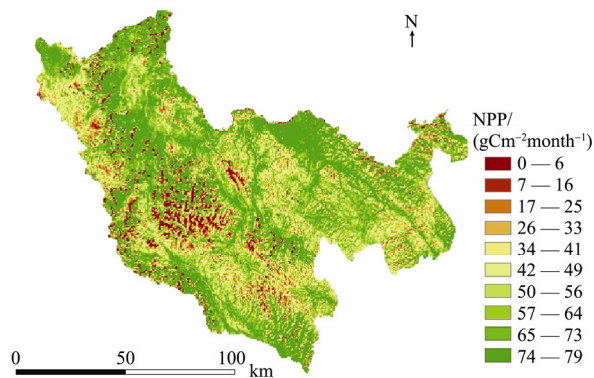 N
NPP/
(gCm⁻²month⁻¹)
0 — 6
7 — 16
17 — 25
26 — 33
34 — 41
42 — 49
50 — 56
57 — 64
65 — 73
74 — 79
0 50 100
km